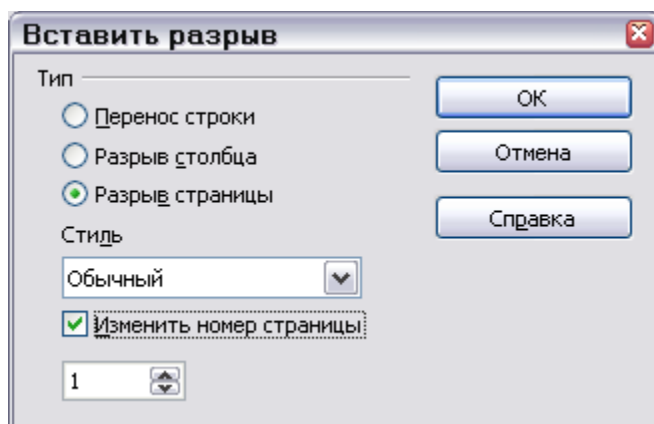 Вставить разрыв
Тип
Перенос строки
Разрыв столбца
Разрыв страницы
Стиль
Обычный
Изменить номер страницы
1
ОК
Отмена
Справка